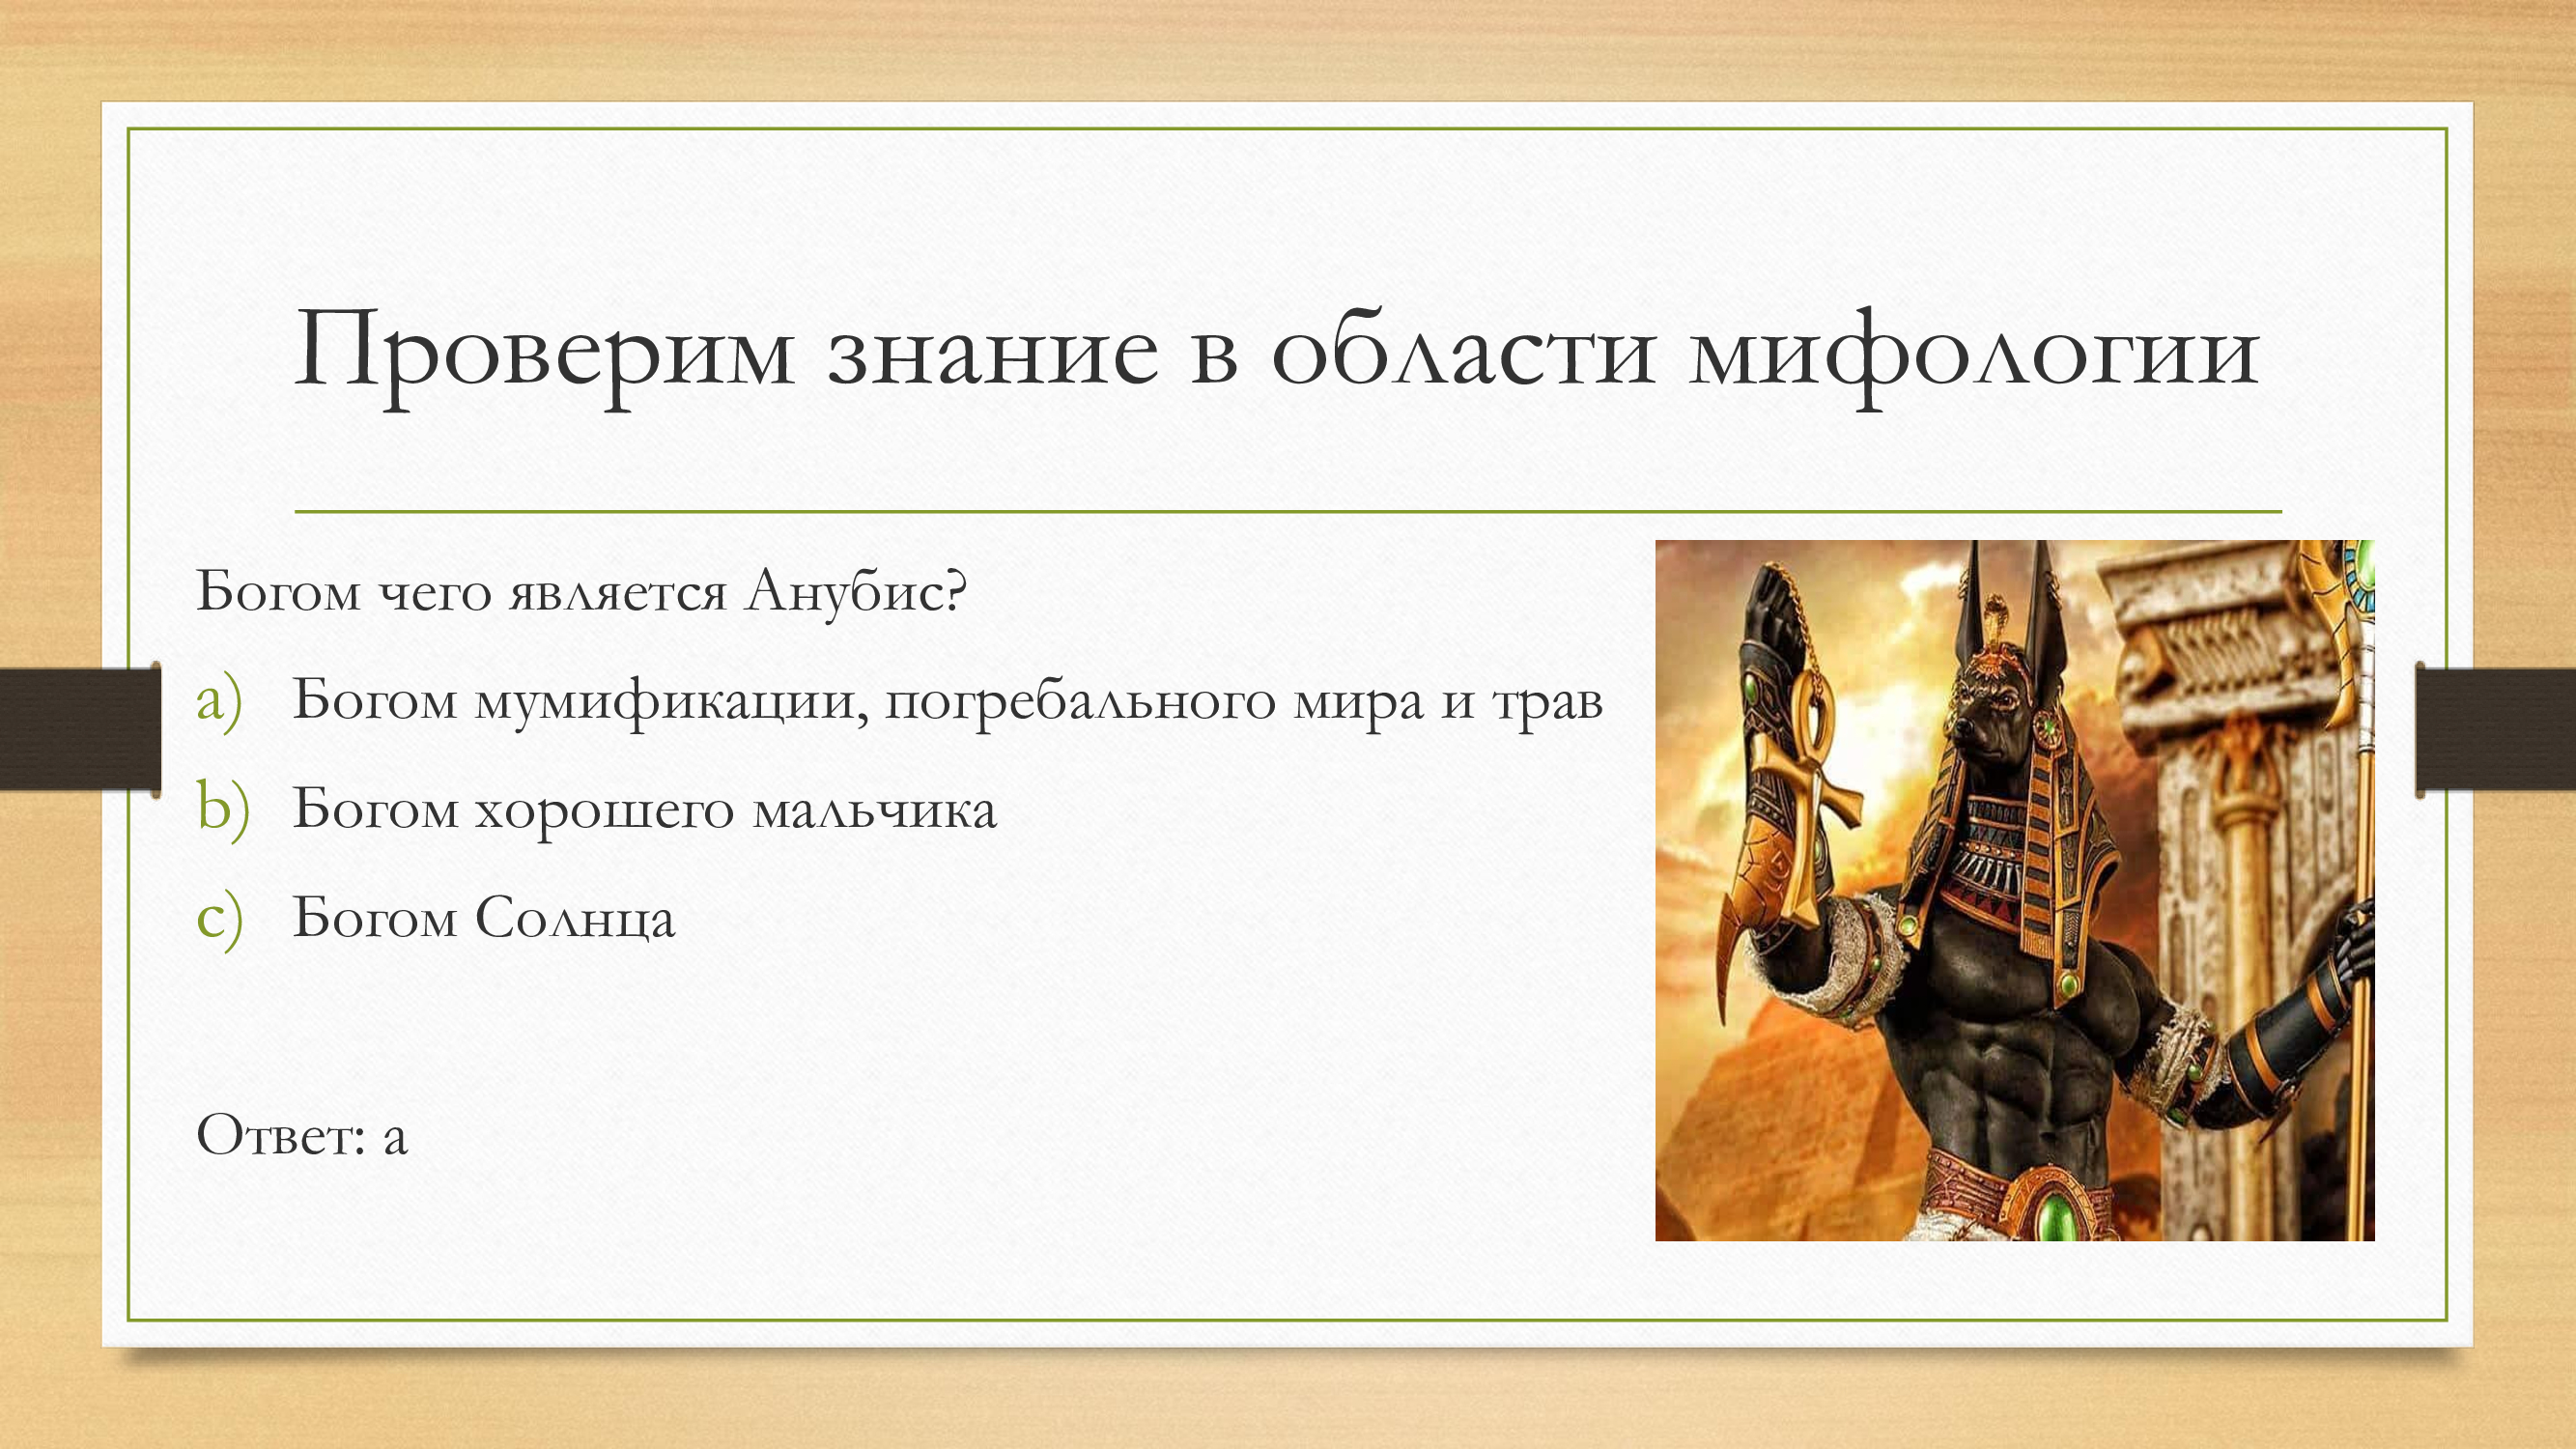 Проверим знание в области мифологии
Богом чего является Анубис?
a) Богом мумификации, погребального мира и трав
b) Богом хорошего мальчика
c) Богом Солнца
Ответ: a